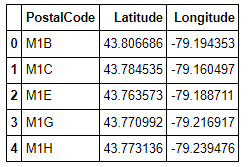 PostalCode Latitude Longitude
0 M1B 43.806686 -79.194353
1 M1C 43.784535 -79.160497
2 M1E 43.763573 -79.188711
3 M1G 43.770992 -79.216917
4 M1H 43.773136 -79.239476